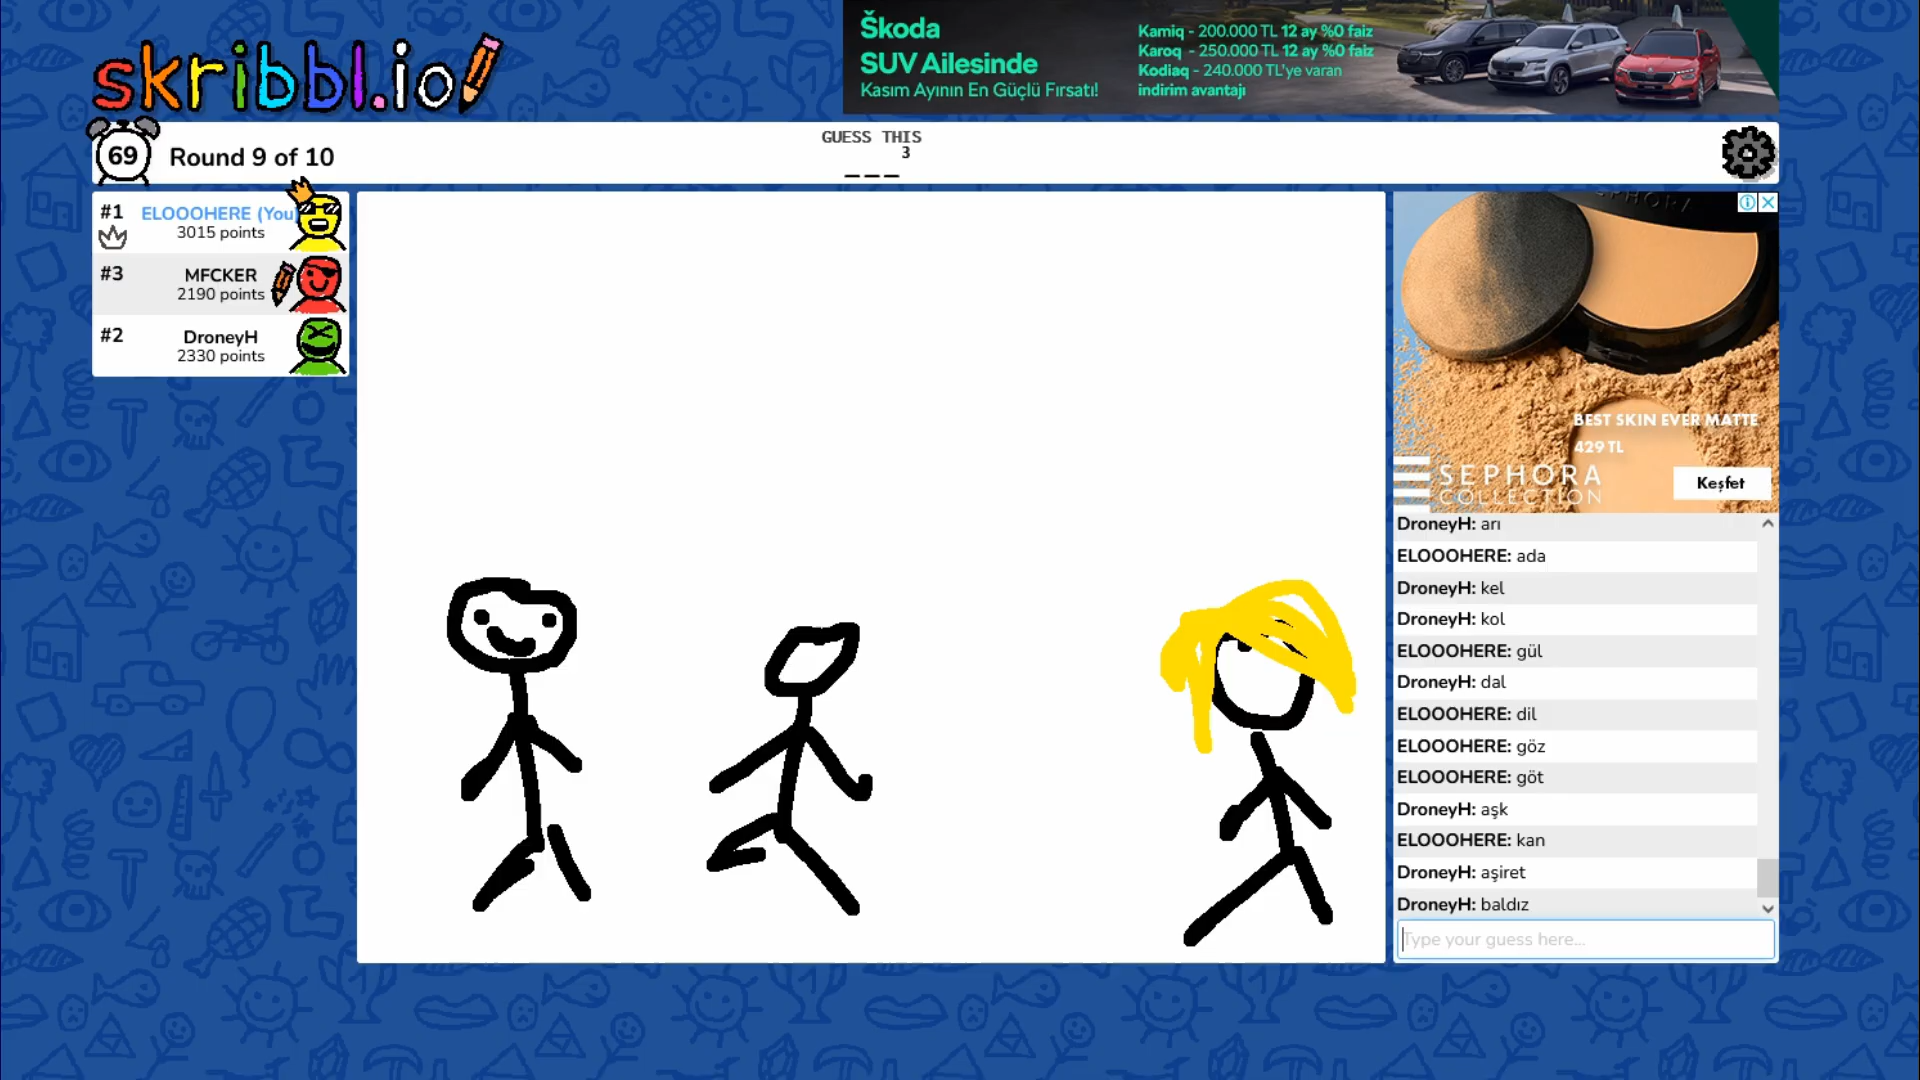 skribbl.io
Škoda
SUV Ailesinde
Kasım Ayının En Güçlü Fırsatı!
Kamiq - 200.000 TL 12 ay %0 faiz
Karoq - 250.000 TL 12 ay %0 faiz
Kodiaq - 240.000 TL'ye varan
indirim avantajı
69
Round 9 of 10
GUESS THIS
3
___
#1
ELOOOHERE (You)
3015 points
#3
MFCKER
2190 points
#2
DroneyH
2330 points
SEPHORA
BEST SKIN EVER MATTE
429 TL
SEPHORA
COLLECTION
Keşfet
DroneyH: arı
ELOOOHERE: ada
DroneyH: kel
DroneyH: kol
ELOOOHERE: gül
DroneyH: dal
ELOOOHERE: dil
ELOOOHERE: göz
ELOOOHERE: göt
DroneyH: aşk
ELOOOHERE: kan
DroneyH: aşiret
DroneyH: baldız
Type your guess here...